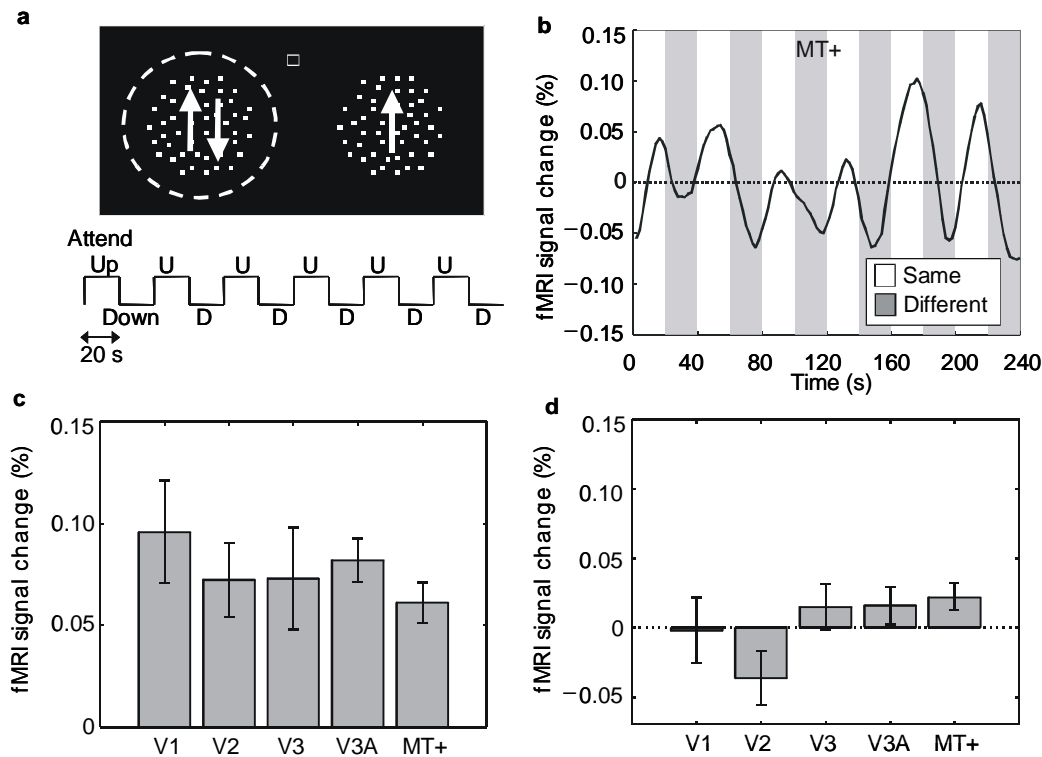 a
Attend
Up U U U U U
Down D D D D D
20 s
b
MT+
fMRI signal change (%)
0.15
0.10
0.05
0
−0.05
−0.10
−0.15
Same
Different
0 40 80 120 160 200 240
Time (s)
c
fMRI signal change (%)
0.15
0.10
0.05
0
V1 V2 V3 V3A MT+
d
fMRI signal change (%)
0.15
0.10
0.05
0
−0.05
V1 V2 V3 V3A MT+